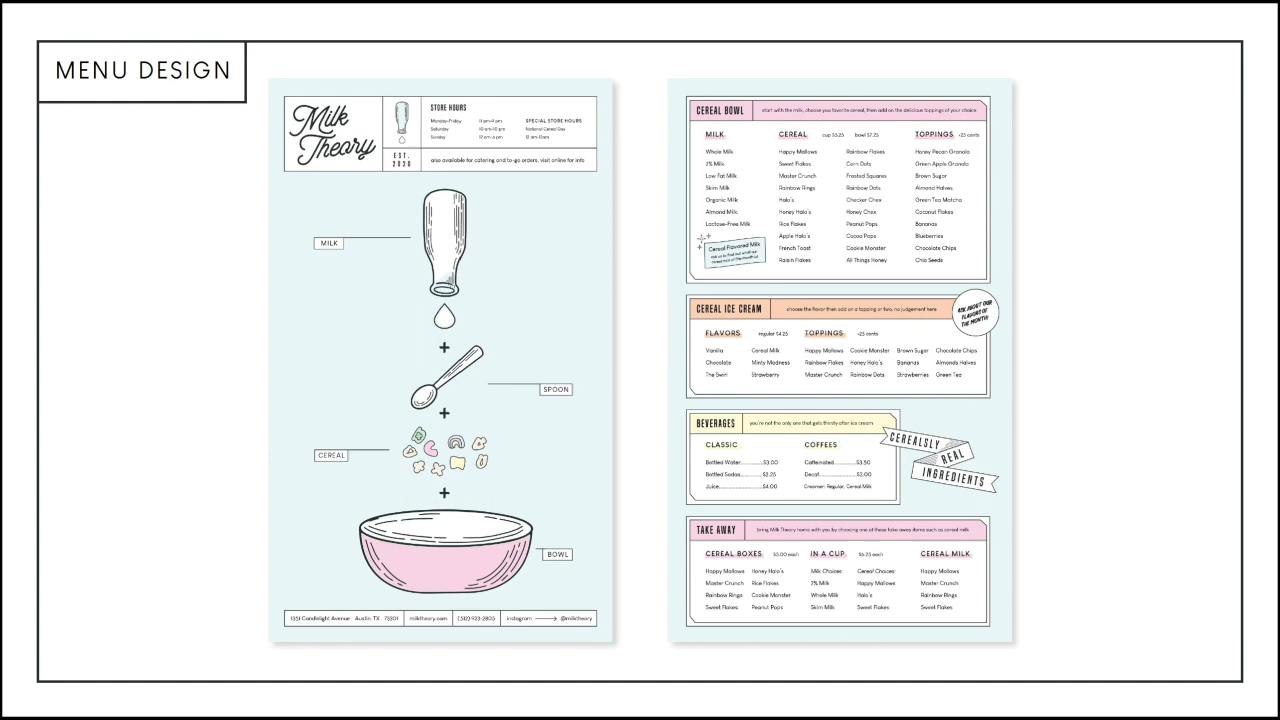 MENU DESIGN
Milk
Theory
EST.
2020
STORE HOURS
Monday-Friday 11 am-9 pm
Saturday 10 am-10 pm
Sunday 12 am-6 pm
SPECIAL STORE HOURS
National Cereal Day
12 am-12am
also available for catering and to-go orders, visit online for info
MILK
SPOON
CEREAL
BOWL
1351 Candlelight Avenue Austin, TX 73301
milktheory.com
(512) 923-2805
instagram @milktheory
CEREAL BOWL
start with the milk, choose you favorite cereal, then add on the delicious toppings of your choice
MILK
Whole Milk
2% Milk
Low Fat Milk
Skim Milk
Organic Milk
Almond Milk
Lactose-Free Milk
Cereal Flavored Milk
ask us to find out what our
cereal milk of the month is!
CEREAL cup $5.25 bowl $7.25
Happy Mallows Rainbow Flakes
Sweet Flakes Corn Dots
Master Crunch Frosted Squares
Rainbow Rings Rainbow Dots
Halo's Checker Chex
Honey Halo's Honey Chex
Rice Flakes Peanut Pops
Apple Halo's Cocoa Pops
French Toast Cookie Monster
Raisin Flakes All Things Honey
TOPPINGS +25 cents
Honey Pecan Granola
Green Apple Granola
Brown Sugar
Almond Halves
Green Tea Matcha
Coconut Flakes
Bananas
Blueberries
Chocolate Chips
Chia Seeds
CEREAL ICE CREAM
choose the flavor then add on a topping or two, no judgement here
ASK ABOUT OUR
FLAVORS OF
THE MONTH!
FLAVORS regular $4.25
Vanilla Cereal Milk
Chocolate Minty Madness
The Swirl Strawberry
TOPPINGS +25 cents
Happy Mallows Cookie Monster Brown Sugar Chocolate Chips
Rainbow Flakes Honey Halo's Bananas Almonds Halves
Master Crunch Rainbow Dots Strawberries Green Tea
BEVERAGES
you're not the only one that gets thirsty after ice cream
CLASSIC
Bottled Water............$3.00
Bottled Sodas...........$3.25
Juice.......................$4.00
COFFEES
Caffeinated............$3.50
Decaf....................$3.00
Creamer: Regular, Cereal Milk
CEREALSLY
REAL
INGREDIENTS
TAKE AWAY
bring Milk Theory home with you by choosing one of these take away items such as cereal milk
CEREAL BOXES $5.00 each
Happy Mallows Honey Halo's
Master Crunch Rice Flakes
Rainbow Rings Cookie Monster
Sweet Flakes Peanut Pops
IN A CUP $6.25 each
Milk Choices: Cereal Choices:
2% Milk Happy Mallows
Whole Milk Halo's
Skim Milk Sweet Flakes
CEREAL MILK
Happy Mallows
Master Crunch
Rainbow Rings
Sweet Flakes